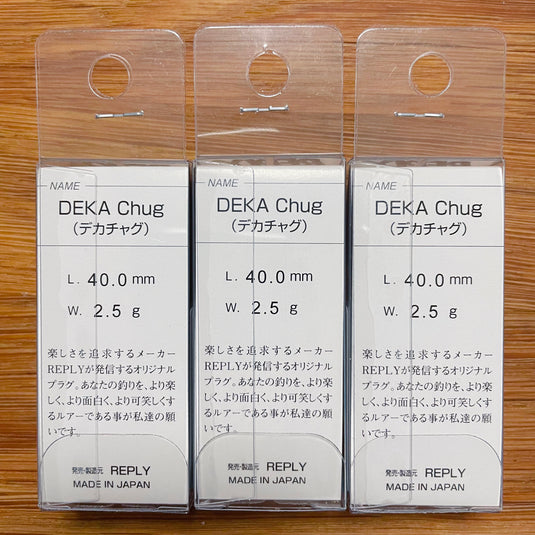 NAME
DEKA Chug
(デカチャグ)
L. 40.0 mm
W. 2.5 g
楽しさを追求するメーカー
REPLYが発信するオリジナル
プラグ。あなたの釣りを、より楽
しく、より面白く、より可笑しくす
るルアーである事が私達の願
いです。
発売・製造元 REPLY
MADE IN JAPAN
NAME
DEKA Chug
(デカチャグ)
L. 40.0 mm
W. 2.5 g
楽しさを追求するメーカー
REPLYが発信するオリジナル
プラグ。あなたの釣りを、より楽
しく、より面白く、より可笑しくす
るルアーである事が私達の願
いです。
発売・製造元 REPLY
MADE IN JAPAN
NAME
DEKA Chug
(デカチャグ)
L. 40.0 mm
W. 2.5 g
楽しさを追求するメーカー
REPLYが発信するオリジナル
プラグ。あなたの釣りを、より楽
しく、より面白く、より可笑しくす
るルアーである事が私達の願
いです。
発売・製造元 REPLY
MADE IN JAPAN